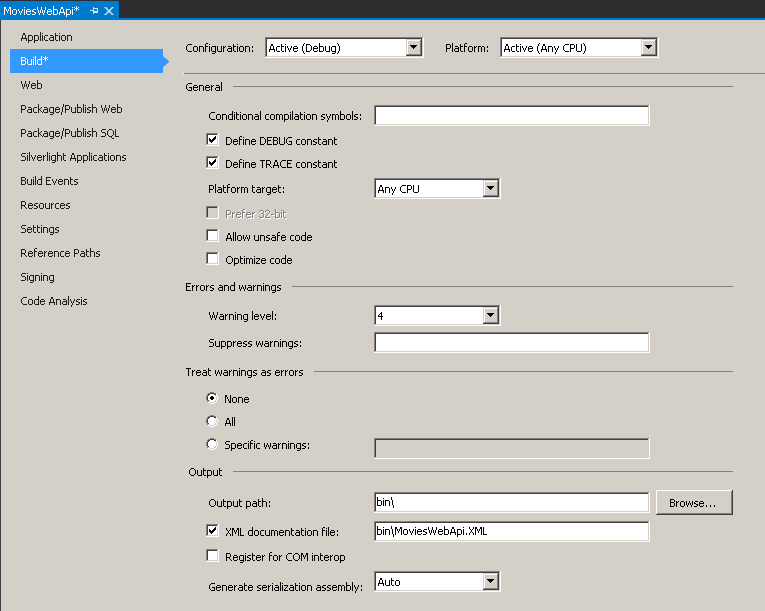 MoviesWebApi*
Application
Build*
Web
Package/Publish Web
Package/Publish SQL
Silverlight Applications
Build Events
Resources
Settings
Reference Paths
Signing
Code Analysis
Configuration: Active (Debug) Platform: Active (Any CPU)
General
Conditional compilation symbols:
Define DEBUG constant
Define TRACE constant
Platform target: Any CPU
Prefer 32-bit
Allow unsafe code
Optimize code
Errors and warnings
Warning level: 4
Suppress warnings:
Treat warnings as errors
None
All
Specific warnings:
Output
Output path: bin\ Browse...
XML documentation file: bin\MoviesWebApi.XML
Register for COM interop
Generate serialization assembly: Auto